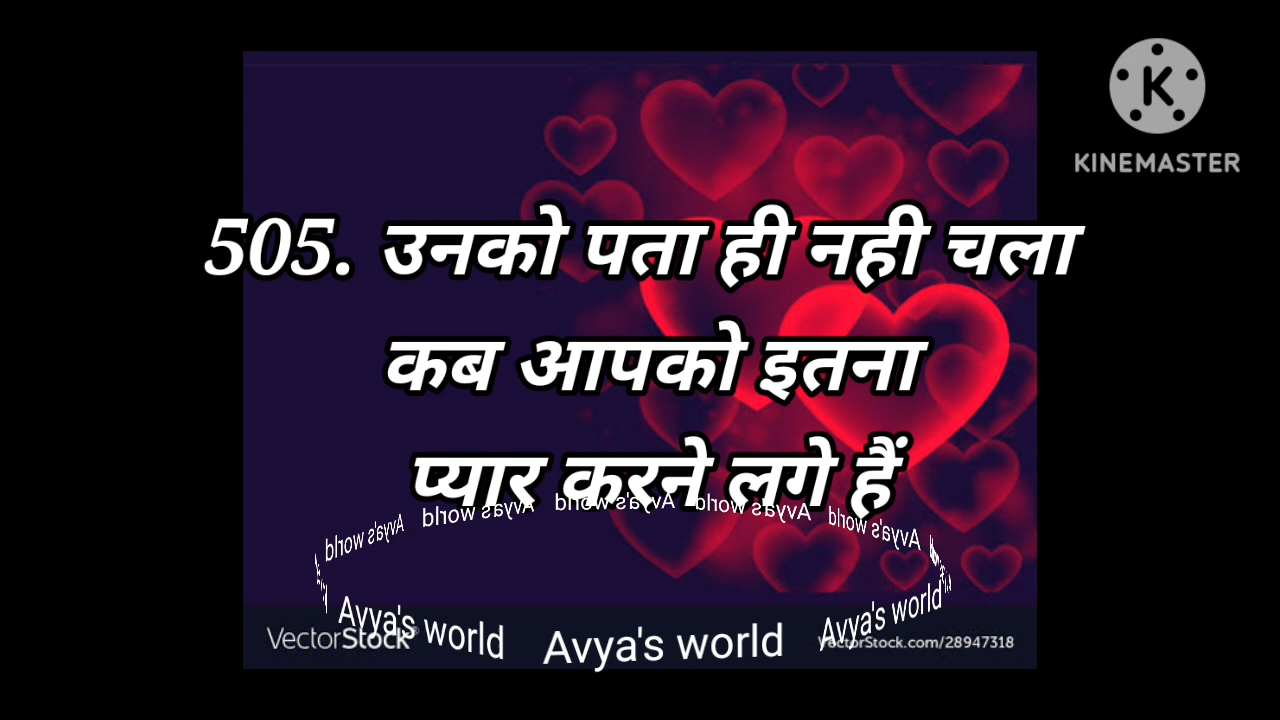 KINEMASTER
505. उनको पता ही नही चला
कब आपको इतना
प्यार करने लगे हैं
Avya's world Avya's world Avya's world Avya's world Avya's world
Avya's world Avya's world Avya's world
VectorStock®
VectorStock.com/28947318